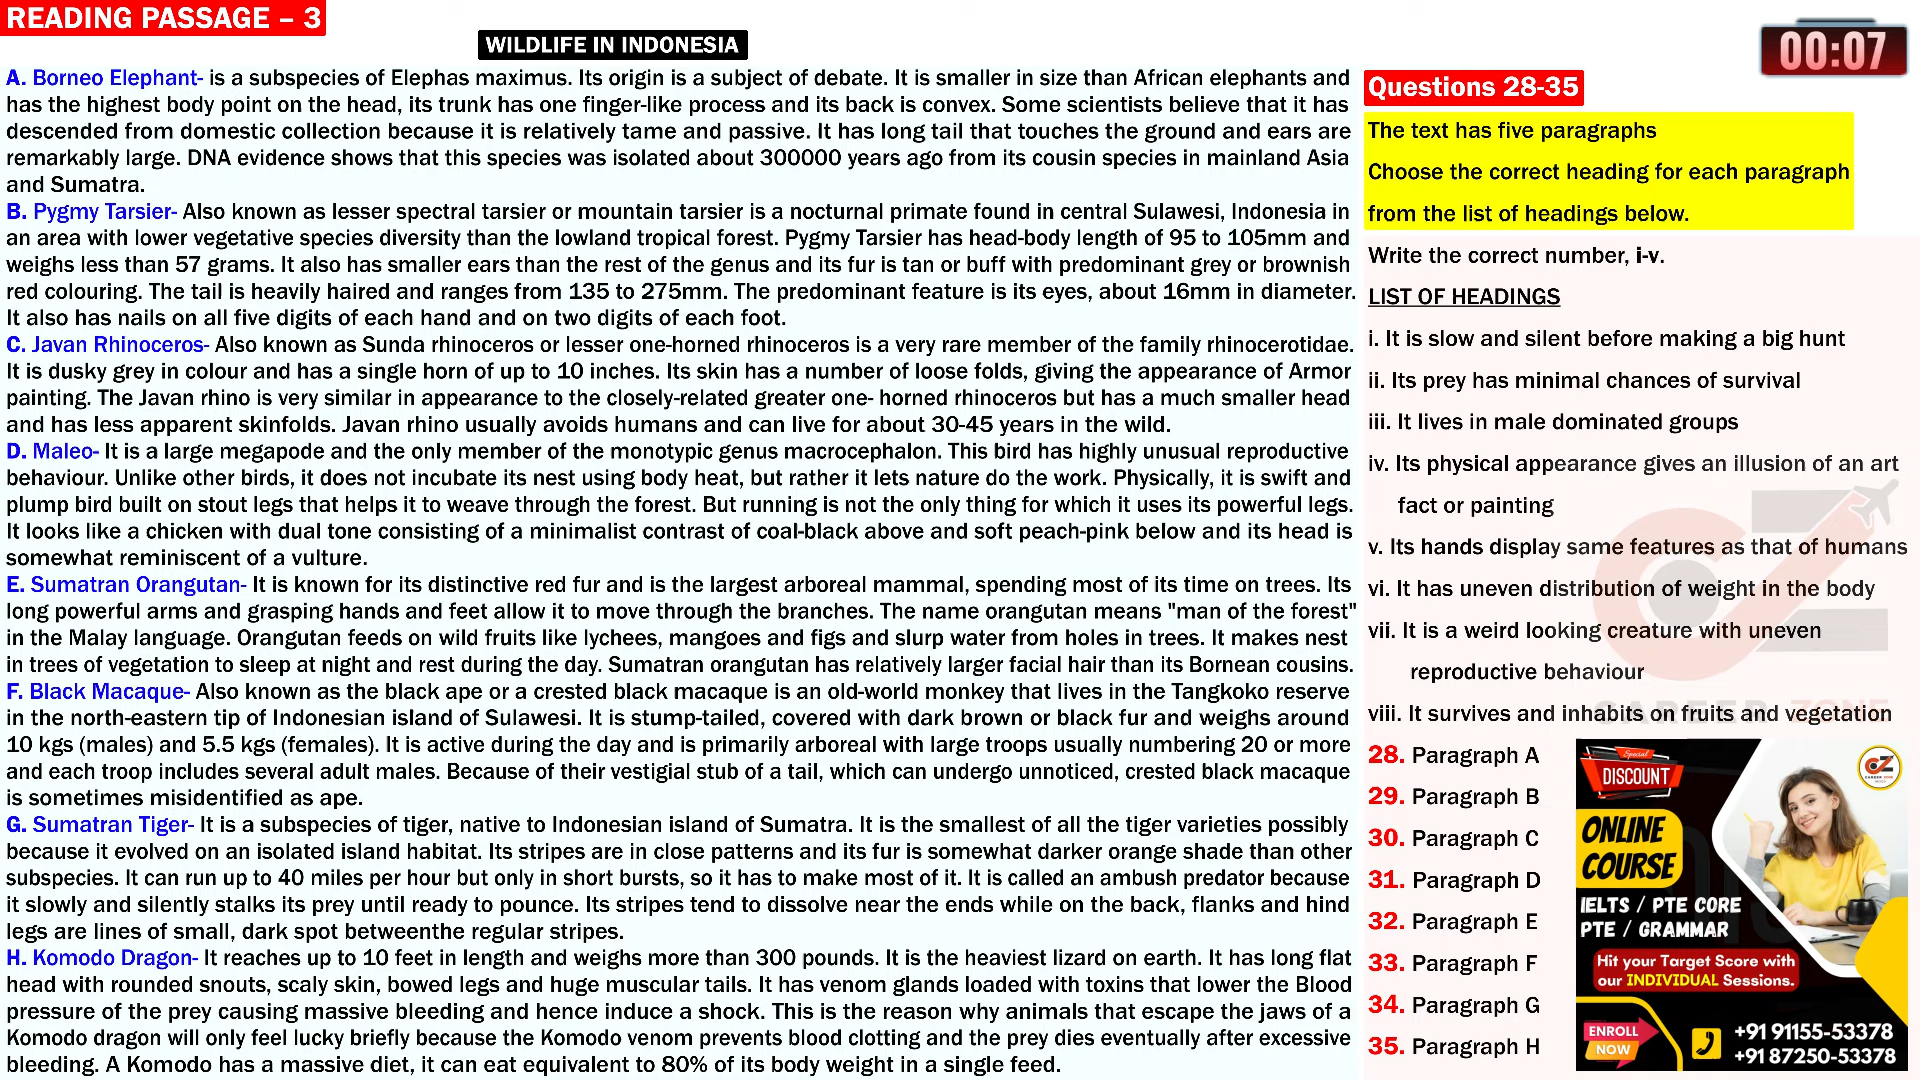 READING PASSAGE – 3
WILDLIFE IN INDONESIA
00:07
A. Borneo Elephant- is a subspecies of Elephas maximus. Its origin is a subject of debate. It is smaller in size than African elephants and
has the highest body point on the head, its trunk has one finger-like process and its back is convex. Some scientists believe that it has
descended from domestic collection because it is relatively tame and passive. It has long tail that touches the ground and ears are
remarkably large. DNA evidence shows that this species was isolated about 300000 years ago from its cousin species in mainland Asia
and Sumatra.
B. Pygmy Tarsier- Also known as lesser spectral tarsier or mountain tarsier is a nocturnal primate found in central Sulawesi, Indonesia in
an area with lower vegetative species diversity than the lowland tropical forest. Pygmy Tarsier has head-body length of 95 to 105mm and
weighs less than 57 grams. It also has smaller ears than the rest of the genus and its fur is tan or buff with predominant grey or brownish
red colouring. The tail is heavily haired and ranges from 135 to 275mm. The predominant feature is its eyes, about 16mm in diameter.
It also has nails on all five digits of each hand and on two digits of each foot.
C. Javan Rhinoceros- Also known as Sunda rhinoceros or lesser one-horned rhinoceros is a very rare member of the family rhinocerotidae.
It is dusky grey in colour and has a single horn of up to 10 inches. Its skin has a number of loose folds, giving the appearance of Armor
painting. The Javan rhino is very similar in appearance to the closely-related greater one- horned rhinoceros but has a much smaller head
and has less apparent skinfolds. Javan rhino usually avoids humans and can live for about 30-45 years in the wild.
D. Maleo- It is a large megapode and the only member of the monotypic genus macrocephalon. This bird has highly unusual reproductive
behaviour. Unlike other birds, it does not incubate its nest using body heat, but rather it lets nature do the work. Physically, it is swift and
plump bird built on stout legs that helps it to weave through the forest. But running is not the only thing for which it uses its powerful legs.
It looks like a chicken with dual tone consisting of a minimalist contrast of coal-black above and soft peach-pink below and its head is
somewhat reminiscent of a vulture.
E. Sumatran Orangutan- It is known for its distinctive red fur and is the largest arboreal mammal, spending most of its time on trees. Its
long powerful arms and grasping hands and feet allow it to move through the branches. The name orangutan means "man of the forest"
in the Malay language. Orangutan feeds on wild fruits like lychees, mangoes and figs and slurp water from holes in trees. It makes nest
in trees of vegetation to sleep at night and rest during the day. Sumatran orangutan has relatively larger facial hair than its Bornean cousins.
F. Black Macaque- Also known as the black ape or a crested black macaque is an old-world monkey that lives in the Tangkoko reserve
in the north-eastern tip of Indonesian island of Sulawesi. It is stump-tailed, covered with dark brown or black fur and weighs around
10 kgs (males) and 5.5 kgs (females). It is active during the day and is primarily arboreal with large troops usually numbering 20 or more
and each troop includes several adult males. Because of their vestigial stub of a tail, which can undergo unnoticed, crested black macaque
is sometimes misidentified as ape.
G. Sumatran Tiger- It is a subspecies of tiger, native to Indonesian island of Sumatra. It is the smallest of all the tiger varieties possibly
because it evolved on an isolated island habitat. Its stripes are in close patterns and its fur is somewhat darker orange shade than other
subspecies. It can run up to 40 miles per hour but only in short bursts, so it has to make most of it. It is called an ambush predator because
it slowly and silently stalks its prey until ready to pounce. Its stripes tend to dissolve near the ends while on the back, flanks and hind
legs are lines of small, dark spot betweenthe regular stripes.
H. Komodo Dragon- It reaches up to 10 feet in length and weighs more than 300 pounds. It is the heaviest lizard on earth. It has long flat
head with rounded snouts, scaly skin, bowed legs and huge muscular tails. It has venom glands loaded with toxins that lower the Blood
pressure of the prey causing massive bleeding and hence induce a shock. This is the reason why animals that escape the jaws of a
Komodo dragon will only feel lucky briefly because the Komodo venom prevents blood clotting and the prey dies eventually after excessive
bleeding. A Komodo has a massive diet, it can eat equivalent to 80% of its body weight in a single feed.
Questions 28-35
The text has five paragraphs
Choose the correct heading for each paragraph
from the list of headings below.
Write the correct number, i-v.
LIST OF HEADINGS
i. It is slow and silent before making a big hunt
ii. Its prey has minimal chances of survival
iii. It lives in male dominated groups
iv. Its physical appearance gives an illusion of an art
fact or painting
v. Its hands display same features as that of humans
vi. It has uneven distribution of weight in the body
vii. It is a weird looking creature with uneven
reproductive behaviour
viii. It survives and inhabits on fruits and vegetation
CAREER ZONE
28. Paragraph A
29. Paragraph B
30. Paragraph C
31. Paragraph D
32. Paragraph E
33. Paragraph F
34. Paragraph G
35. Paragraph H
Special
DISCOUNT
ONLINE
COURSE
IELTS / PTE CORE
PTE / GRAMMAR
Hit your Target Score with
our INDIVIDUAL Sessions.
ENROLL
NOW
+91 91155-53378
+91 87250-53378